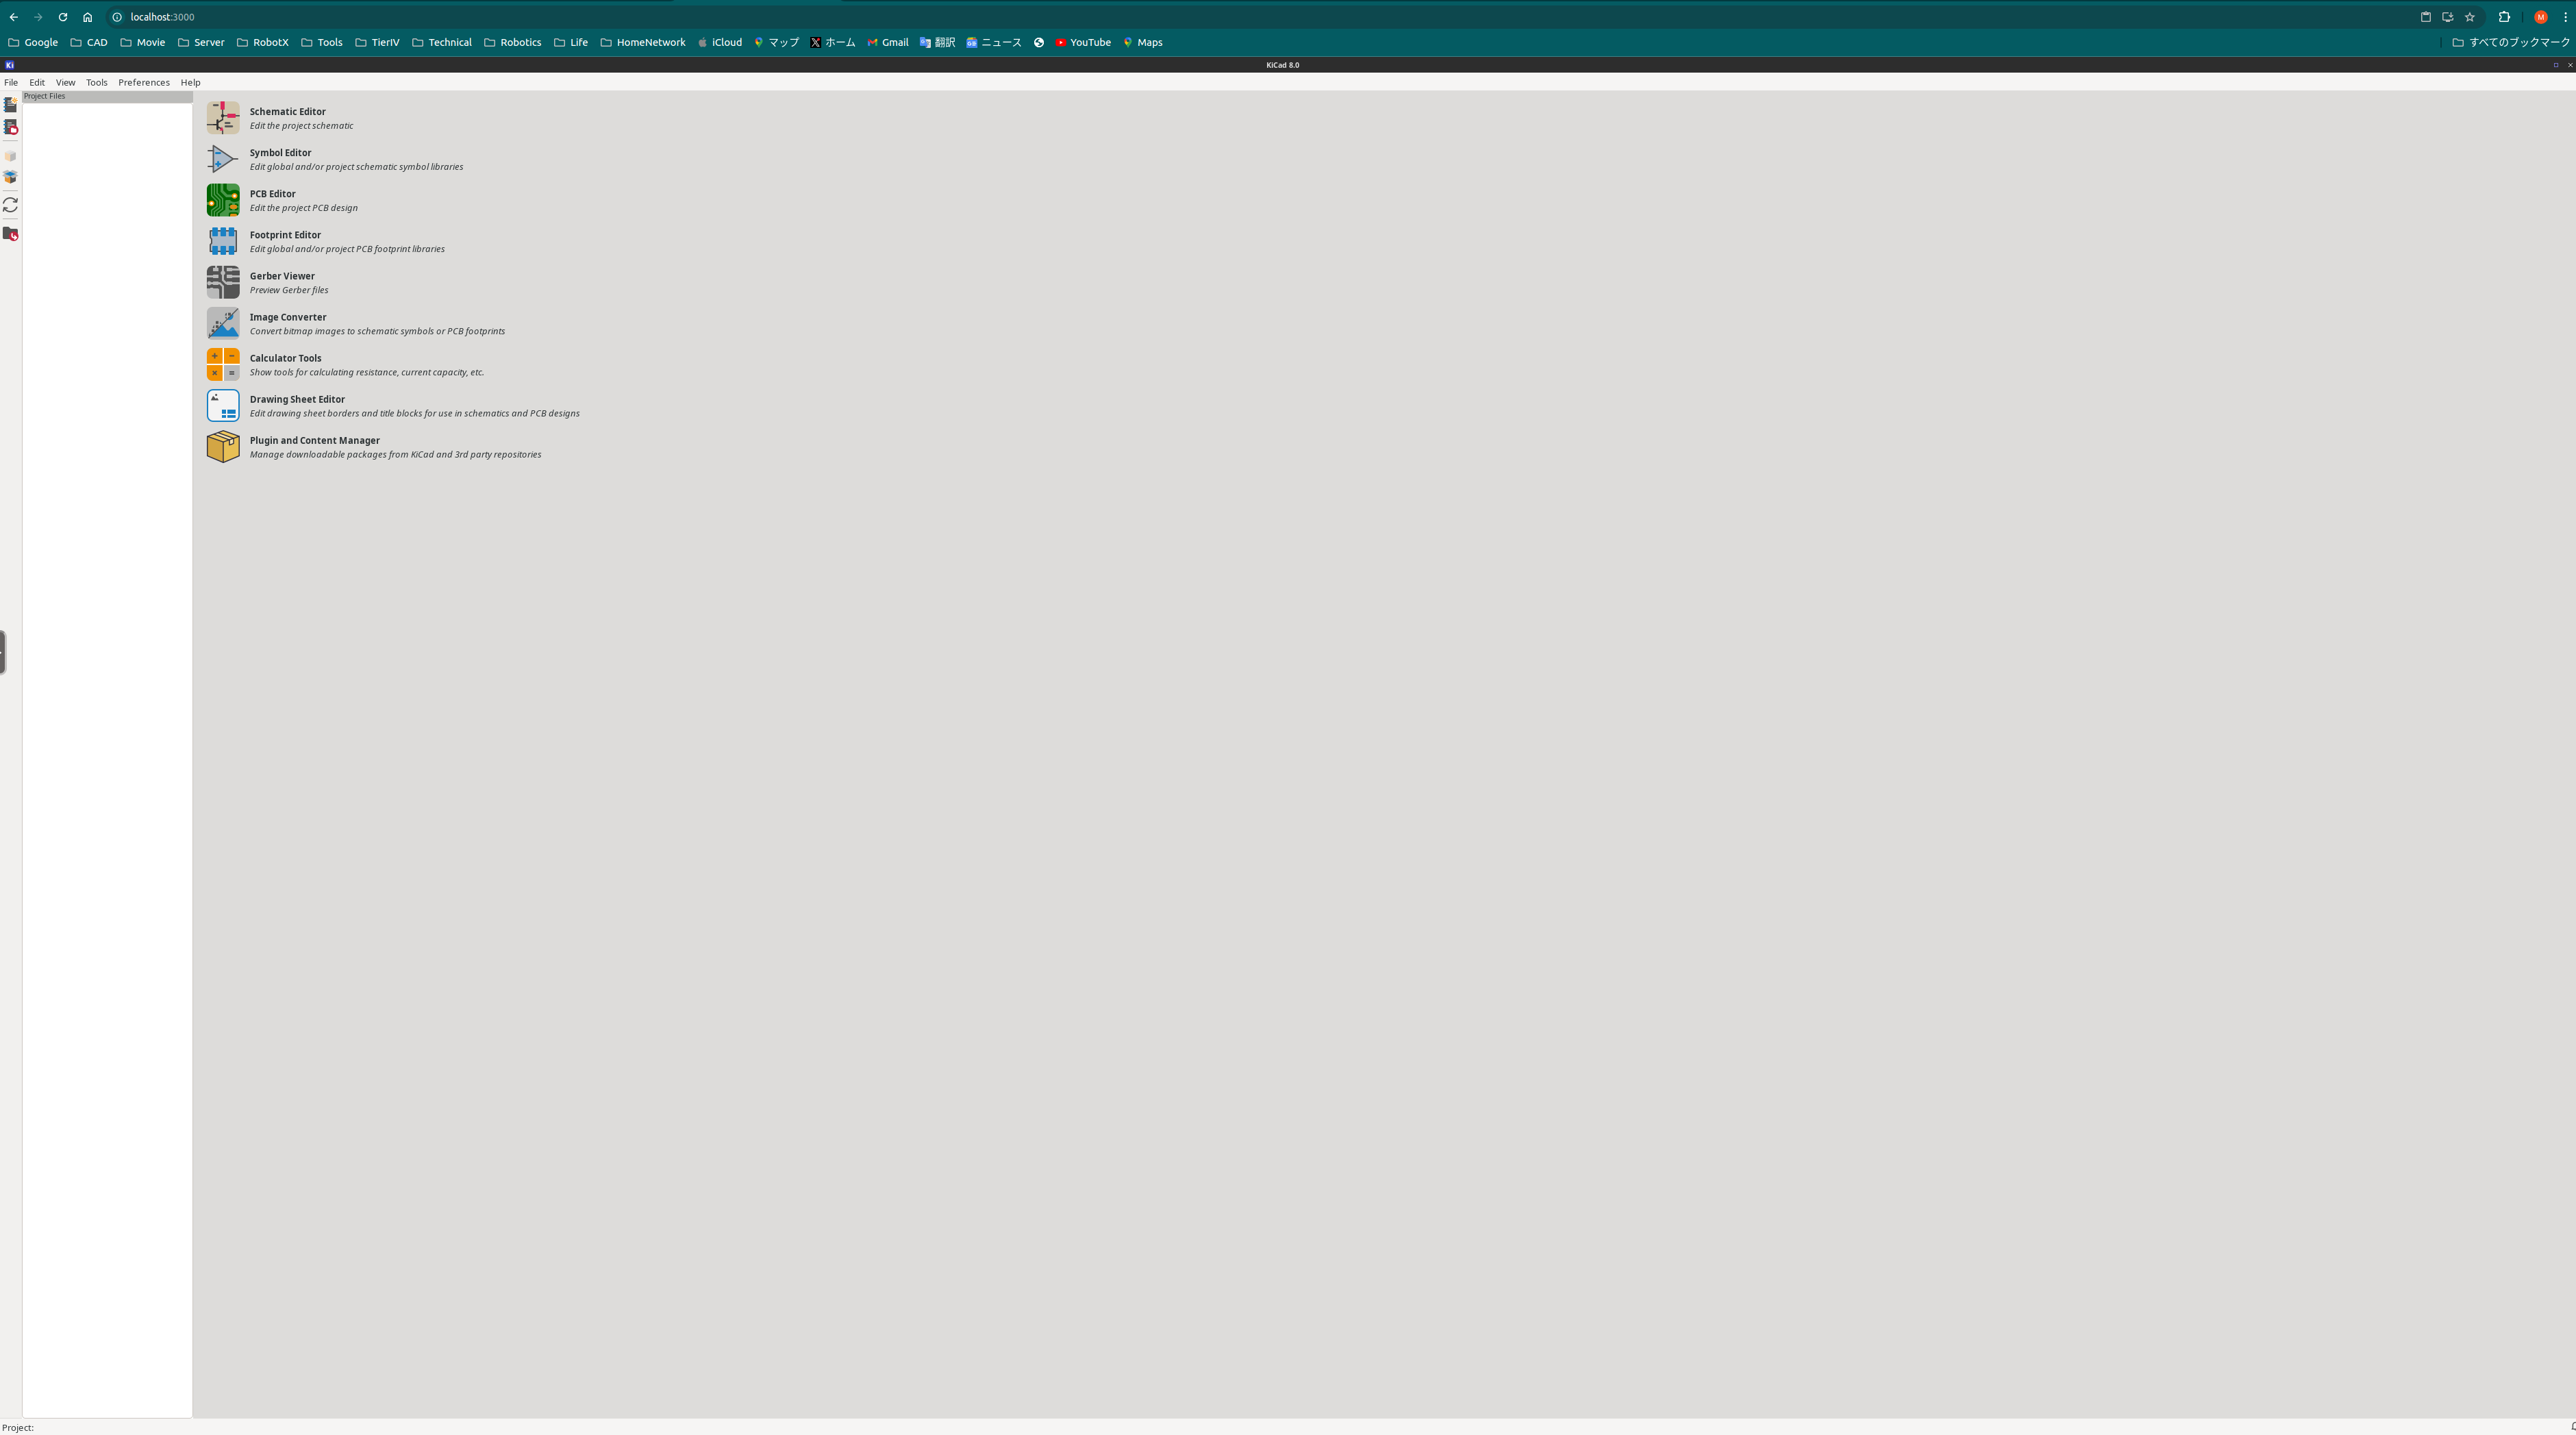 localhost:3000
M
Google CAD Movie Server RobotX Tools TierIV Technical Robotics Life HomeNetwork iCloud マップ ホーム Gmail 翻訳 ニュース YouTube Maps すべてのブックマーク
Ki KiCad 8.0
File Edit View Tools Preferences Help
Project Files
Schematic Editor
Edit the project schematic
Symbol Editor
Edit global and/or project schematic symbol libraries
PCB Editor
Edit the project PCB design
Footprint Editor
Edit global and/or project PCB footprint libraries
Gerber Viewer
Preview Gerber files
Image Converter
Convert bitmap images to schematic symbols or PCB footprints
Calculator Tools
Show tools for calculating resistance, current capacity, etc.
Drawing Sheet Editor
Edit drawing sheet borders and title blocks for use in schematics and PCB designs
Plugin and Content Manager
Manage downloadable packages from KiCad and 3rd party repositories
Project: